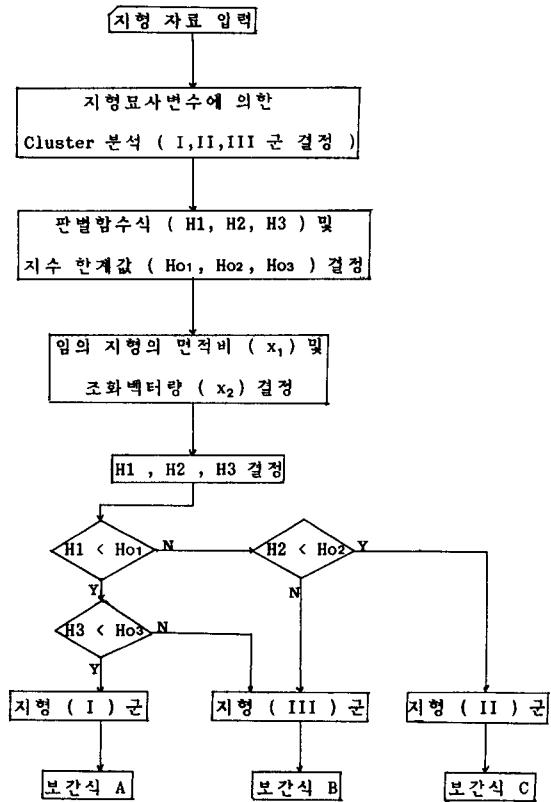 지형 자료 입력
지형묘사변수에 의한
Cluster 분석 ( I,II,III 군 결정 )
판별함수식 ( H1, H2, H3 ) 및
지수 한계값 ( Ho1, Ho2, Ho3 ) 결정
임의 지형의 면적비 ( x₁) 및
조화벡터량 ( x₂) 결정
H1 , H2 , H3 결정
H1 < Ho1 N H2 < Ho2 Y
Y N
H3 < Ho3 N
Y
지형 ( I ) 군 지형 ( III ) 군 지형 ( II ) 군
보간식 A 보간식 B 보간식 C